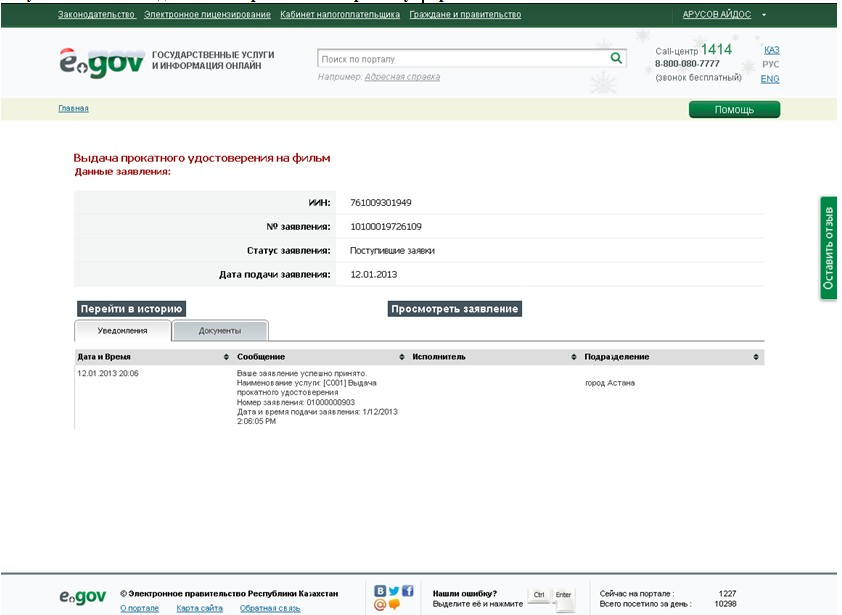 Законодательство Электронное лицензирование Кабинет налогоплательщика Граждане и правительство АРУСОВ АЙДОС
egov ГОСУДАРСТВЕННЫЕ УСЛУГИ
И ИНФОРМАЦИЯ ОНЛАЙН
Поиск по порталу
Например: Адресная справка
Call-центр 1414
8-800-080-7777
(звонок бесплатный)
ҚАЗ
РУС
ENG
Главная
Помощь
Выдача прокатного удостоверения на фильм
Данные заявления:
ИИН: 761009301949
№ заявления: 10100019726109
Статус заявления: Поступившие заявки
Дата подачи заявления: 12.01.2013
Оставить отзыв
Перейти в историю Просмотреть заявление
Уведомления Документы
Дата и Время Сообщение Исполнитель Подразделение
12.01.2013 20:06
Ваше заявление успешно принято.
Наименование услуги: [C001] Выдача
прокатного удостоверения
Номер заявления: 01000000903
Дата и время подачи заявления: 1/12/2013
2:06:05 PM
город Астана
egov
© Электронное правительство Республики Казахстан
О портале Карта сайта Обратная связь
Нашли ошибку?
Выделите её и нажмите Ctrl Enter
Сейчас на портале : 1227
Всего посетило за день : 10298